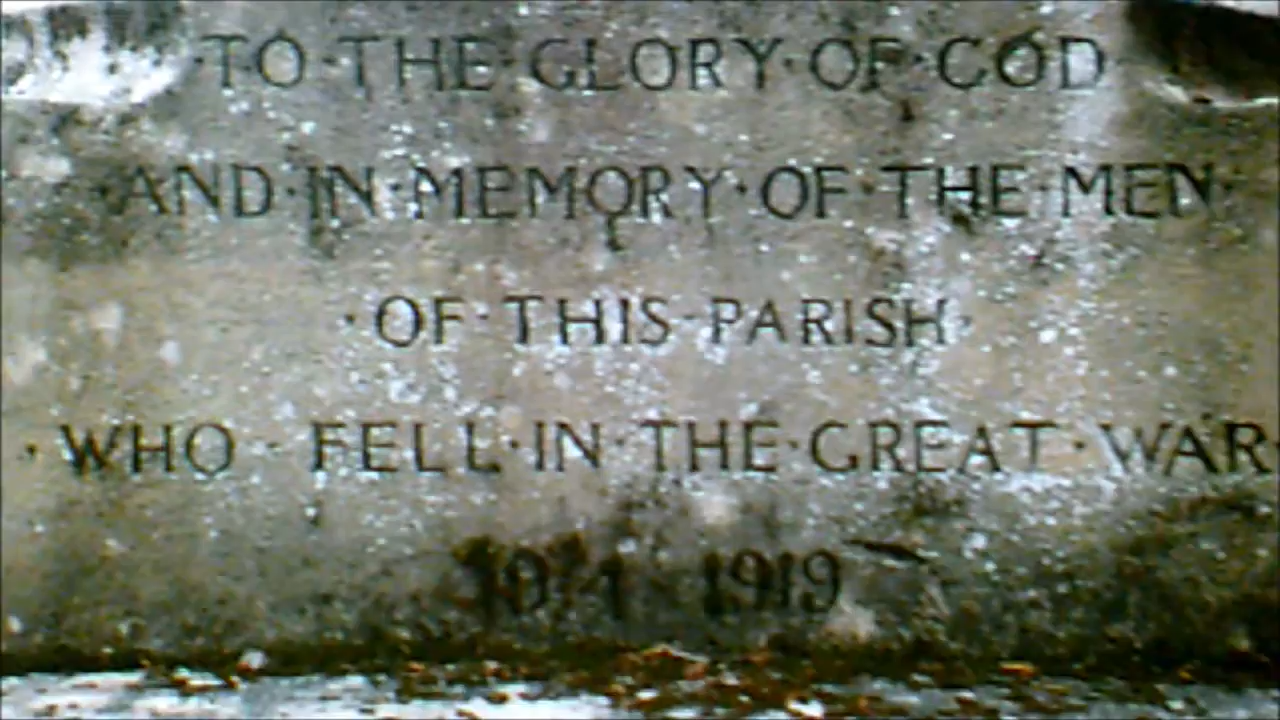 ·TO·THE·GLORY·OF·GOD
·AND·IN·MEMORY·OF·THE·MEN·
·OF·THIS·PARISH·
·WHO·FELL·IN·THE·GREAT·WAR
1919